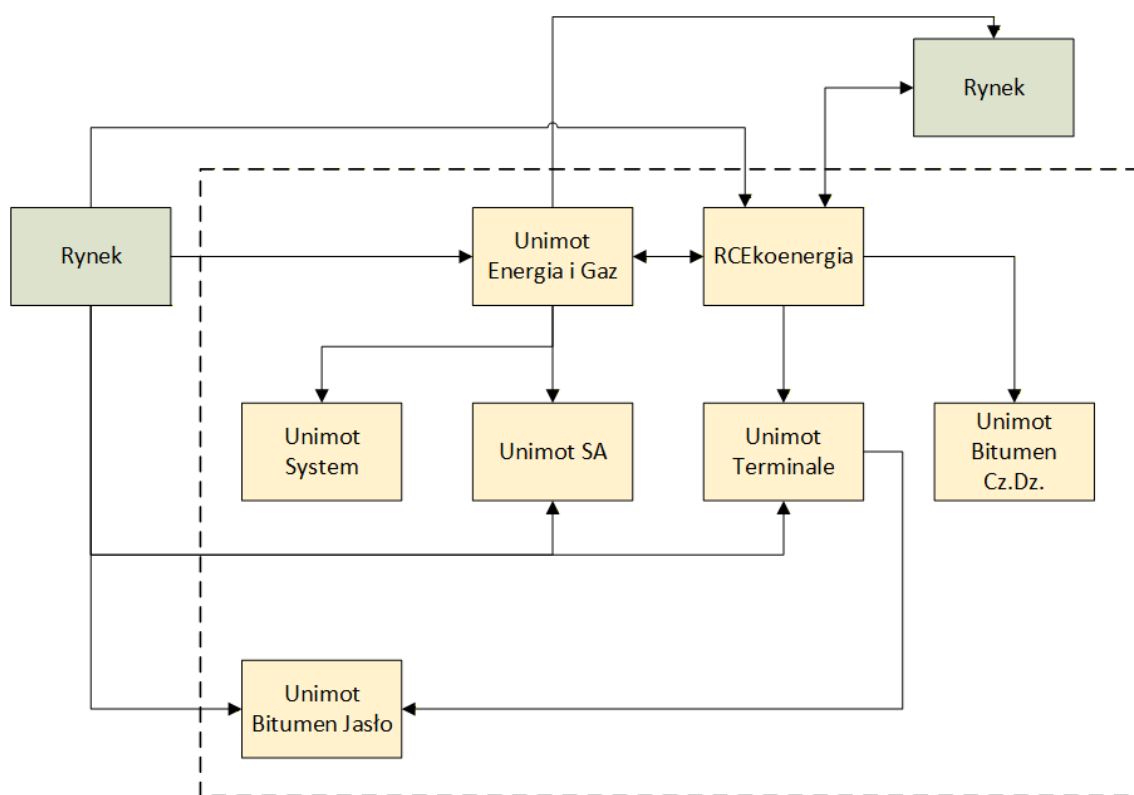 Rynek
Rynek
Unimot
Energia i Gaz
RCEkoenergia
Unimot
System
Unimot SA
Unimot
Terminale
Unimot
Bitumen
Cz.Dz.
Unimot
Bitumen Jasło